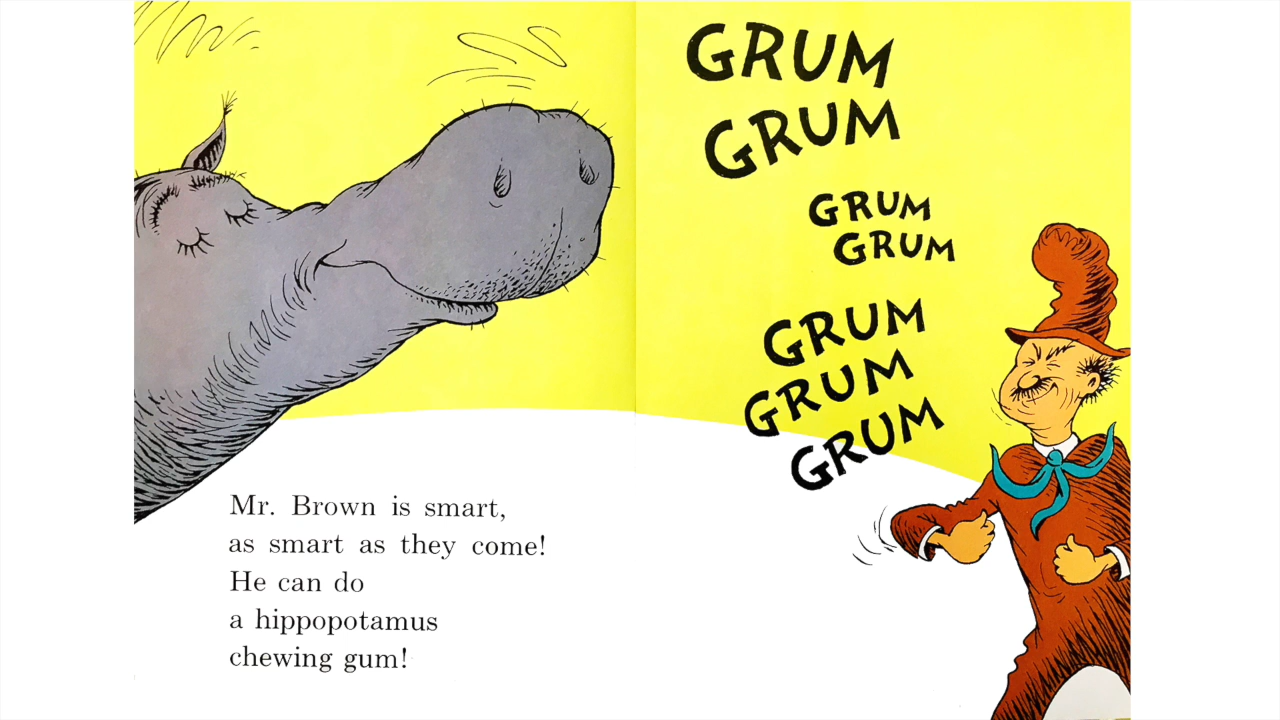 Mr. Brown is smart,
as smart as they come!
He can do
a hippopotamus
chewing gum!
GRUM
GRUM
GRUM
GRUM
GRUM
GRUM
GRUM